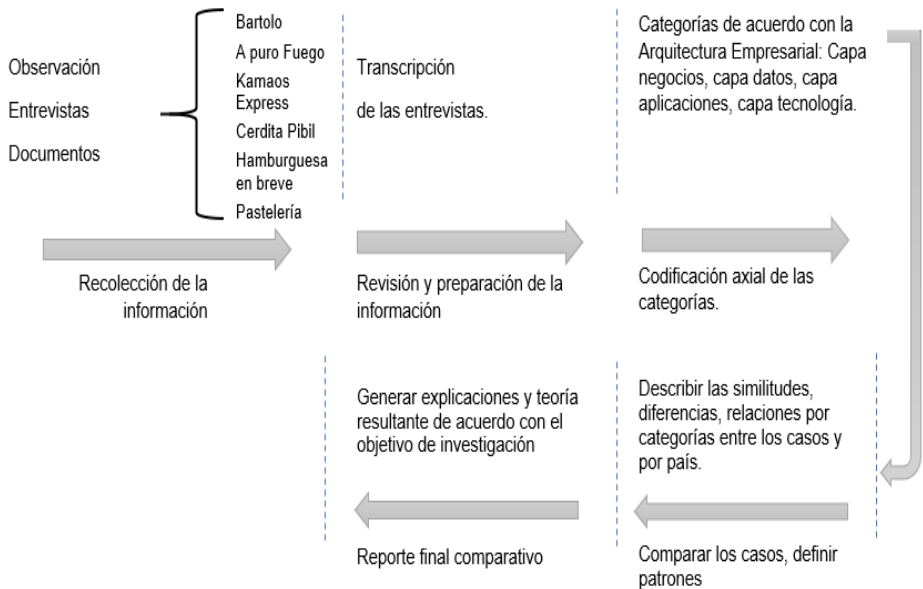 Observación
Entrevistas
Documentos
Bartolo
A puro Fuego
Kamaos
Express
Cerdita Pibil
Hamburguesa
en breve
Pastelería
Recolección de la
información
Transcripción
de las entrevistas.
Revisión y preparación de la
información
Categorías de acuerdo con la
Arquitectura Empresarial: Capa
negocios, capa datos, capa
aplicaciones, capa tecnología.
Codificación axial de las
categorías.
Describir las similitudes,
diferencias, relaciones por
categorías entre los casos y
por país.
Comparar los casos, definir
patrones
Generar explicaciones y teoría
resultante de acuerdo con el
objetivo de investigación
Reporte final comparativo